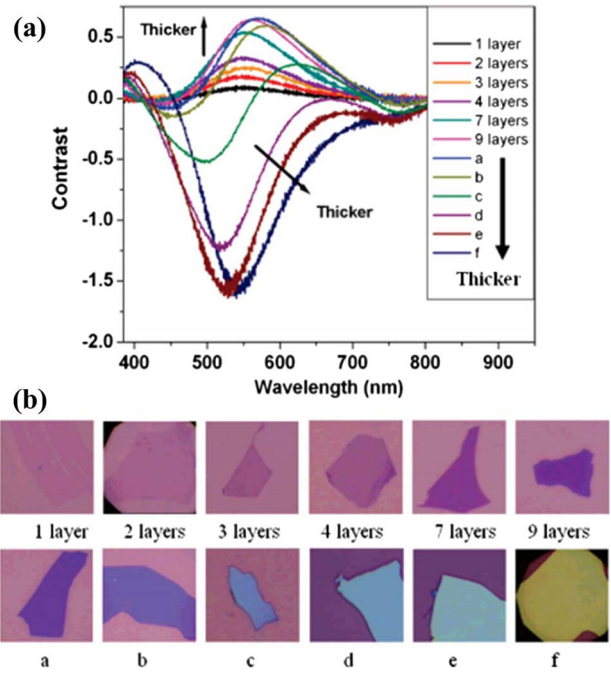 (a)
Thicker
0.5
0.0
-0.5
-1.0
-1.5
-2.0
Contrast
Thicker
400 500 600 700 800 900
Wavelength (nm)
1 layer
2 layers
3 layers
4 layers
7 layers
9 layers
a
b
c
d
e
f
Thicker
(b)
1 layer 2 layers 3 layers 4 layers 7 layers 9 layers
a b c d e f